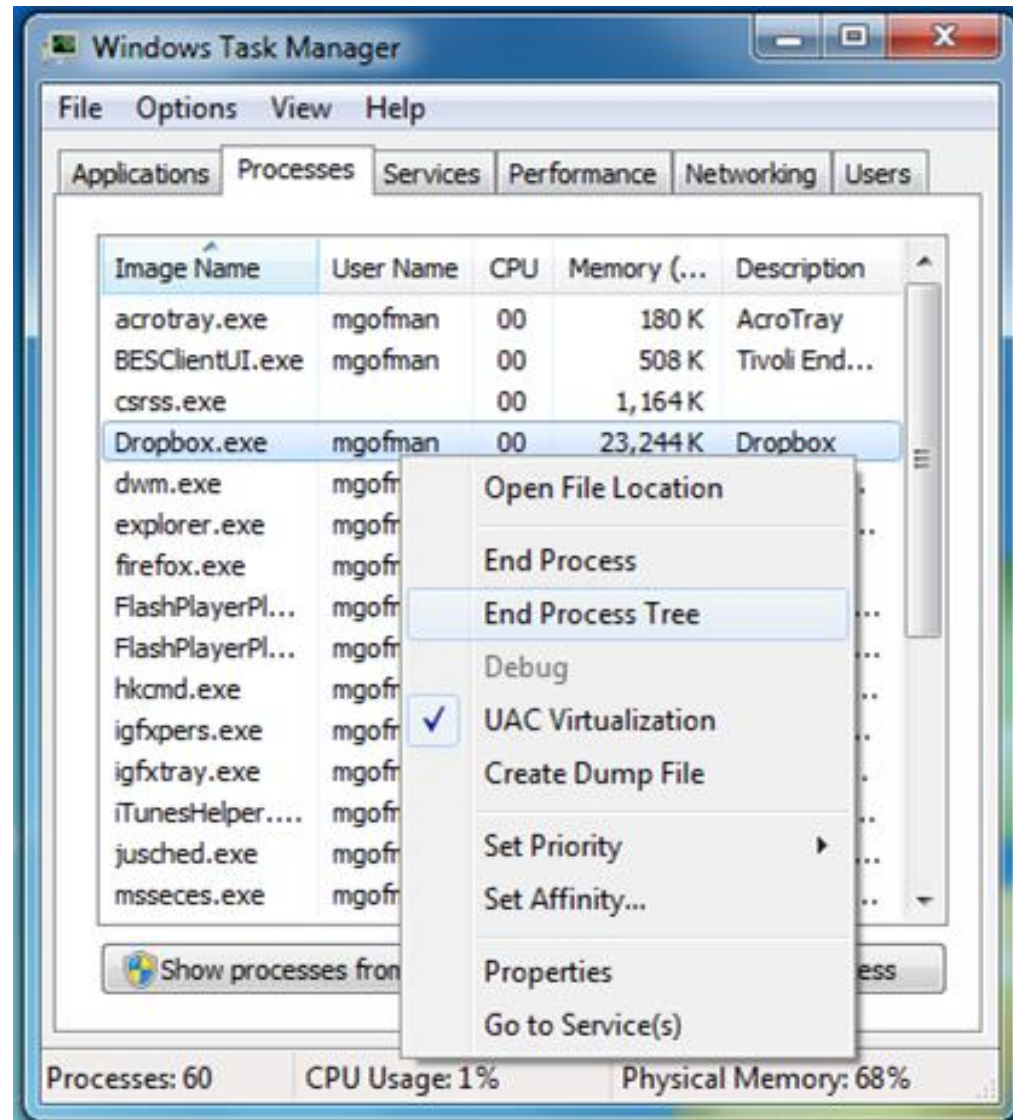 Windows Task Manager
File Options View Help
Applications Processes Services Performance Networking Users
Image Name User Name CPU Memory (... Description
acrotray.exe mgofman 00 180 K AcroTray
BESClientUI.exe mgofman 00 508 K Tivoli End...
csrss.exe 00 1,164 K
Dropbox.exe mgofman 00 23,244 K Dropbox
dwm.exe
explorer.exe
firefox.exe
FlashPlayerPl...
FlashPlayerPl...
hkcmd.exe
igfxpers.exe
igfxtray.exe
iTunesHelper....
jusched.exe
msseces.exe
Open File Location
End Process
End Process Tree
Debug
UAC Virtualization
Create Dump File
Set Priority
Set Affinity...
Properties
Go to Service(s)
Show processes
Processes: 60 CPU Usage: 1% Physical Memory: 68%